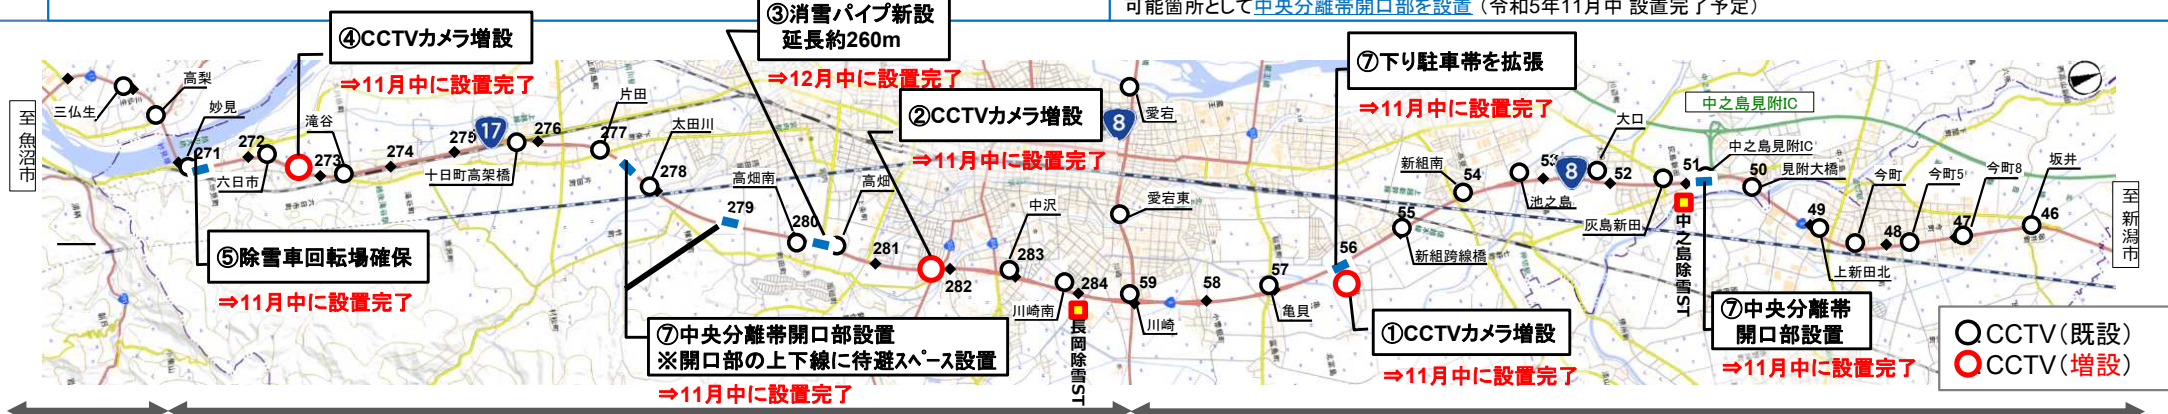 可能箇所として中央分離帯開口部を設置（令和5年11月中 設置完了予定）
④CCTVカメラ増設
⇒11月中に設置完了
③消雪パイプ新設
延長約260m
⇒12月中に設置完了
②CCTVカメラ増設
⇒11月中に設置完了
⑦下り駐車帯を拡張
⇒11月中に設置完了
中之島見附IC
至 魚沼市
三仏生
高梨
妙見
271
272
六日市
滝谷
273
274
275
17
十日町高架橋
276
片田
277
太田川
278
279
高畑南
280
高畑
281
282
中沢
283
川崎南
284
長岡除雪ST
8
愛宕
愛宕東
59
川崎
58
57
亀貝
56
55
新組跨線橋
新組南
54
池之島
53
8
大口
52
灰島新田
51
中之島除雪ST
中之島見附IC
50
見附大橋
49
上新田北
今町
48
今町5
47
今町8
坂井
46
至 新潟市
⑤除雪車回転場確保
⇒11月中に設置完了
⑦中央分離帯開口部設置
※開口部の上下線に待避スペース設置
⇒11月中に設置完了
①CCTVカメラ増設
⇒11月中に設置完了
⑦中央分離帯
開口部設置
⇒11月中に設置完了
CCTV（既設）
CCTV（増設）